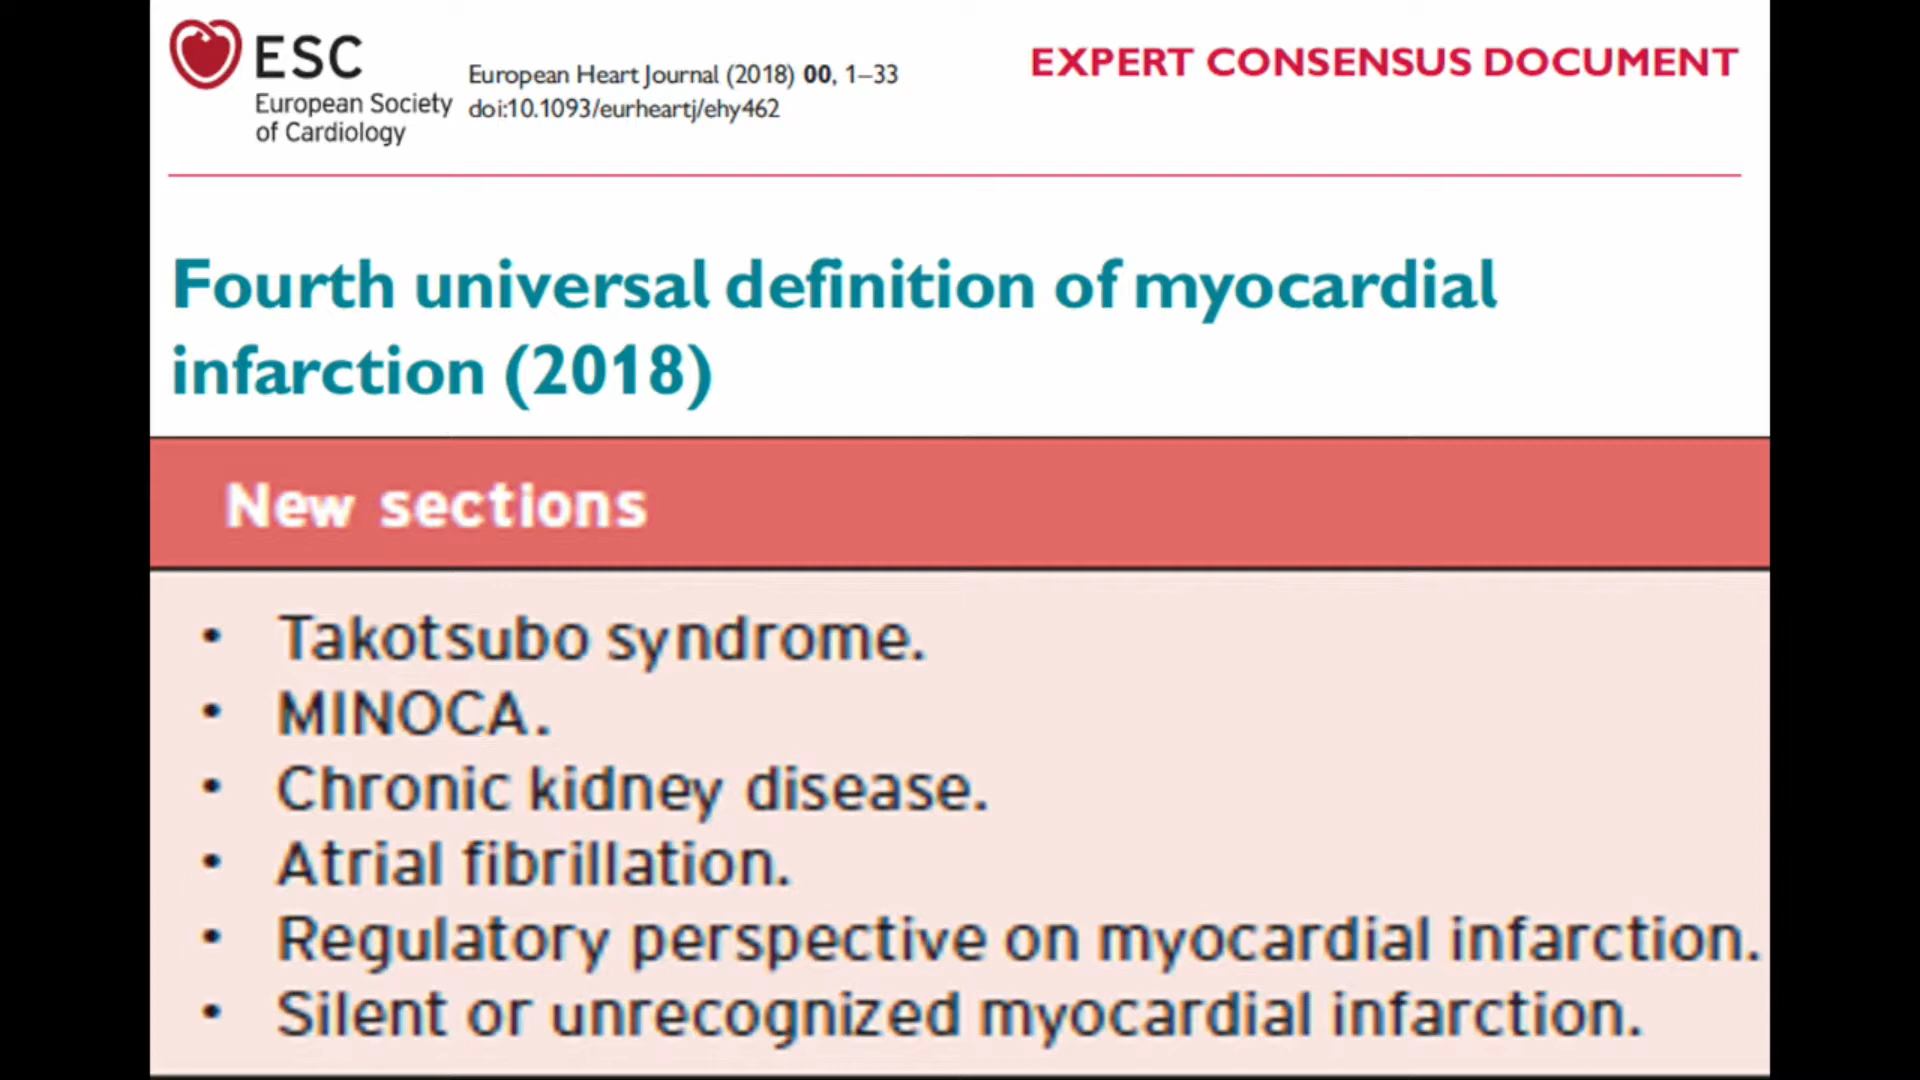 ESC
European Society
of Cardiology
European Heart Journal (2018) 00, 1–33
doi:10.1093/eurheartj/ehy462
EXPERT CONSENSUS DOCUMENT
Fourth universal definition of myocardial
infarction (2018)
New sections
• Takotsubo syndrome.
• MINOCA.
• Chronic kidney disease.
• Atrial fibrillation.
• Regulatory perspective on myocardial infarction.
• Silent or unrecognized myocardial infarction.